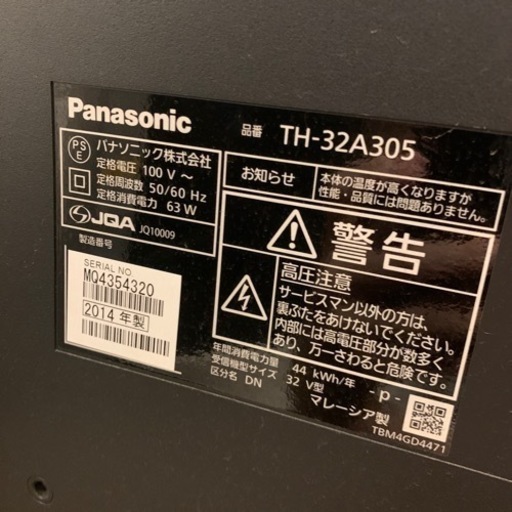 Panasonic
品番 TH-32A305
PS
E
パナソニック株式会社
定格電圧 100 V ～
定格周波数 50/60 Hz
定格消費電力 63 W
JQA JQ10009
製造番号
SERIAL NO.
MQ4354320
2014 年製
お知らせ
本体の温度が高くなりますが
性能・品質には問題ありません。
警告
高圧注意
サービスマン以外の方は、
裏ぶたをあけないでください。
内部には高電圧部分が数多く
あり、万一さわると危険です。
年間消費電力量 44 kWh/年
受信機型サイズ 32 V型
区分名 DN
-p-
マレーシア製
TBM4GD4471